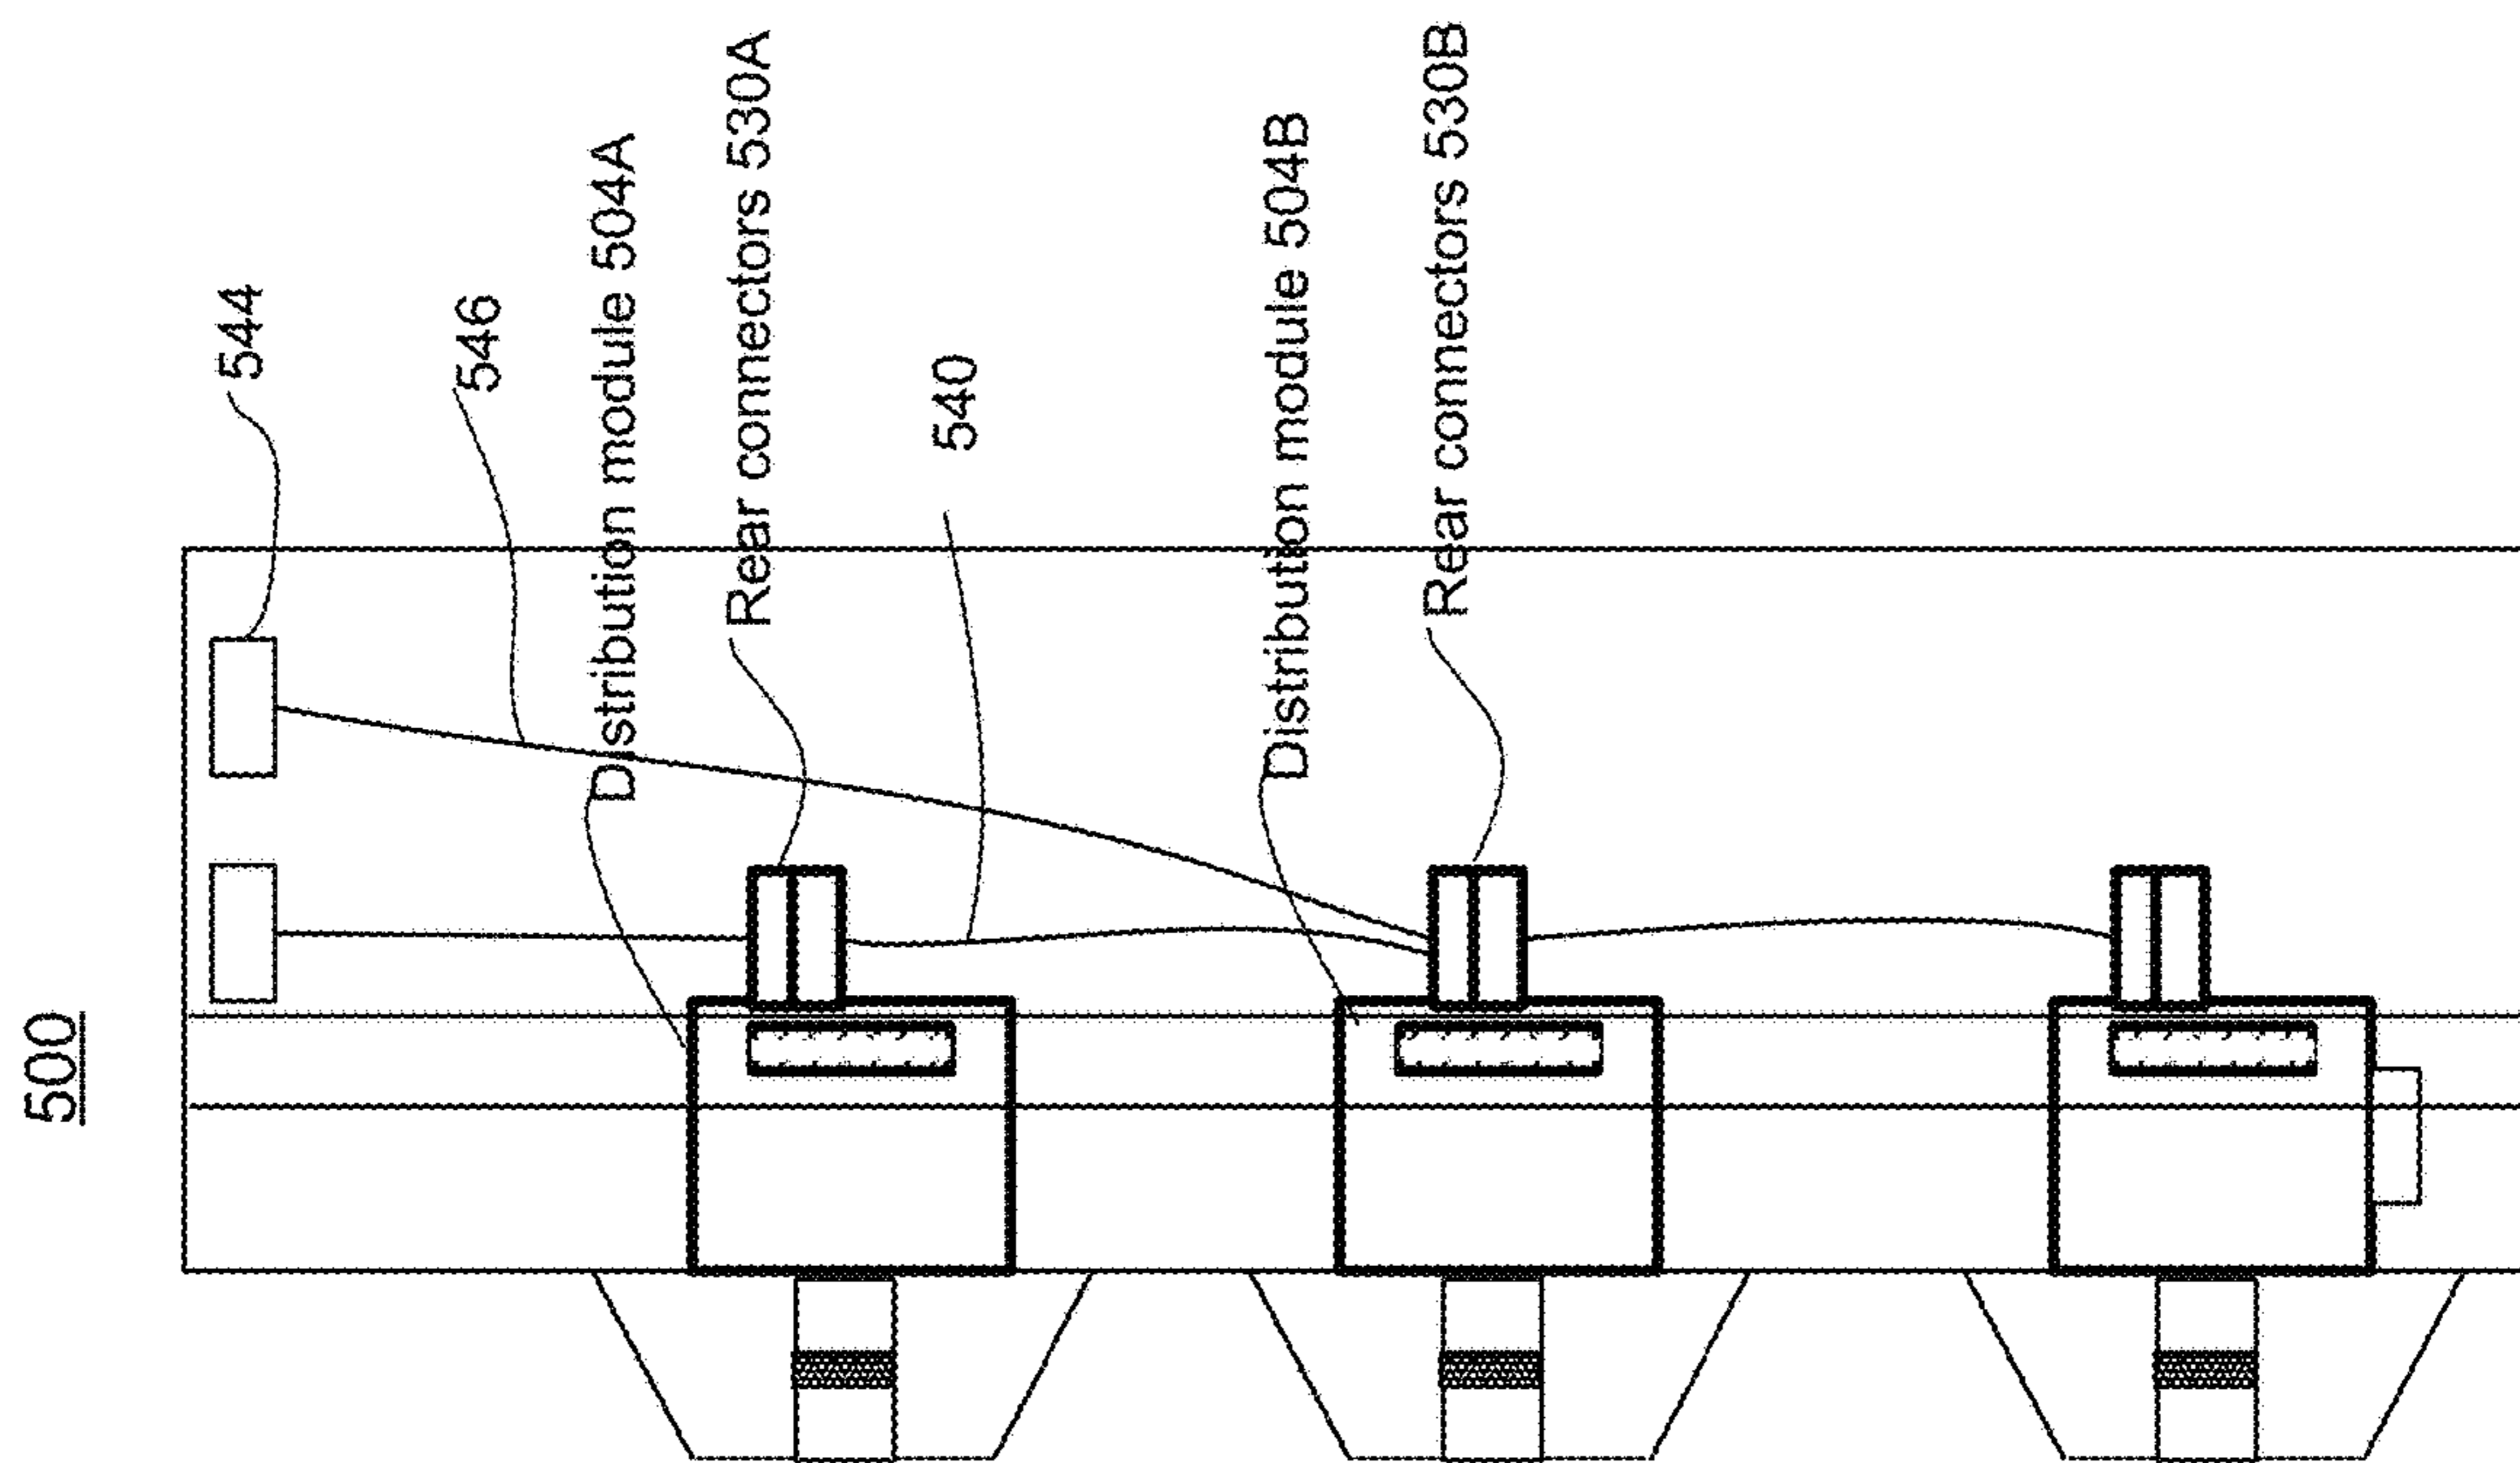 500
544
546
Distribution module 504A
Rear connectors 530A
540
Distribution module 504B
Rear connectors 530B